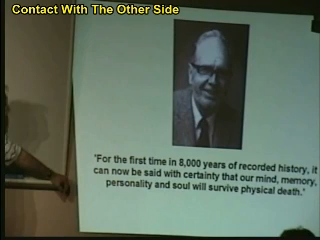 Contact With The Other Side
"For the first time in 8,000 years of recorded history, it
can now be said with certainty that our mind, memory,
personality and soul will survive physical death."